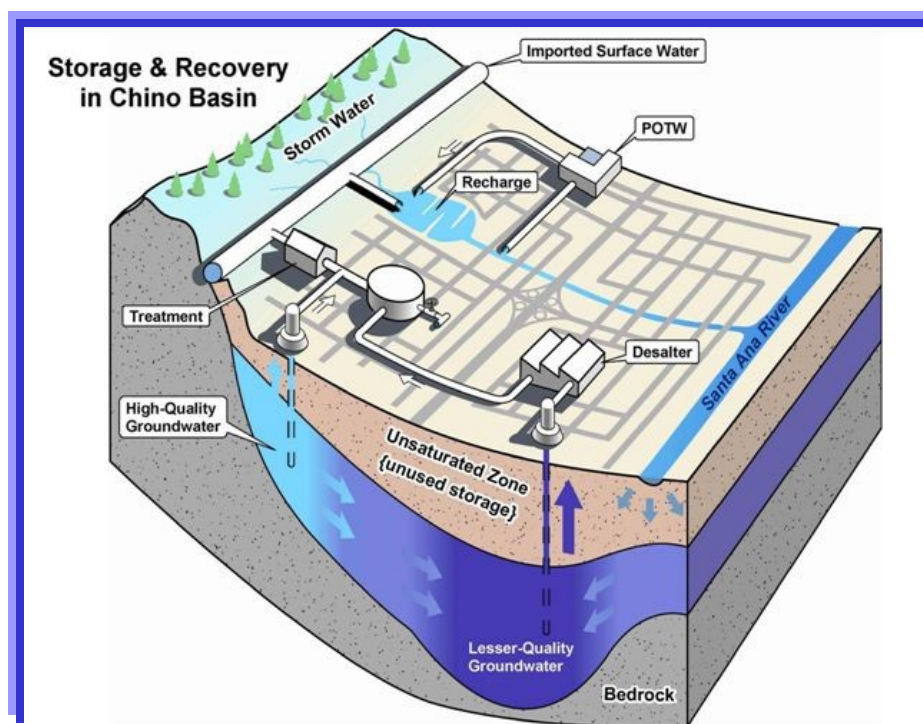 Storage & Recovery
in Chino Basin
Imported Surface Water
Storm Water
POTW
Recharge
Treatment
Desalter
Santa Ana River
High-Quality
Groundwater
Unsaturated Zone
{unused storage}
Lesser-Quality
Groundwater
Bedrock